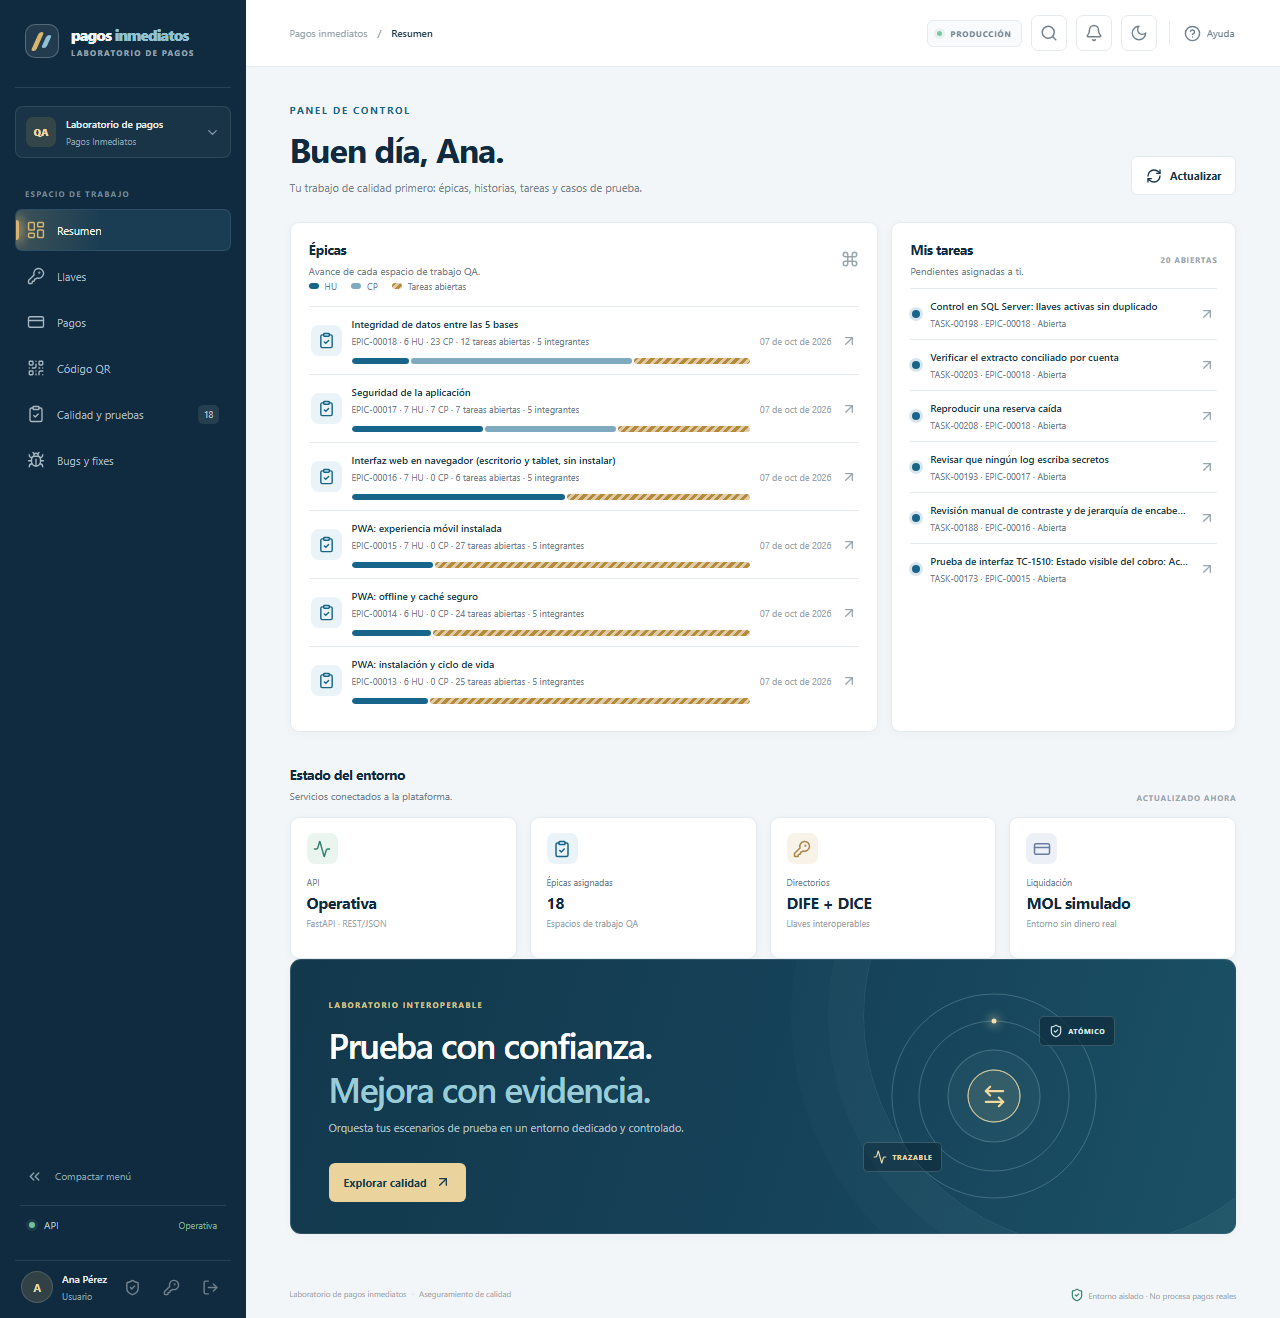 pagos inmediatos
LABORATORIO DE PAGOS
QA
Laboratorio de pagos
Pagos Inmediatos
ESPACIO DE TRABAJO
Resumen
Llaves
Pagos
Código QR
Calidad y pruebas 18
Bugs y fixes
Compactar menú
API Operativa
A
Ana Pérez
Usuario
Pagos inmediatos / Resumen
PRODUCCIÓN
Ayuda
PANEL DE CONTROL
Buen día, Ana.
Tu trabajo de calidad primero: épicas, historias, tareas y casos de prueba.
Actualizar
Épicas
Avance de cada espacio de trabajo QA.
HU CP Tareas abiertas
Integridad de datos entre las 5 bases
EPIC-00018 · 6 HU · 23 CP · 12 tareas abiertas · 5 integrantes
07 de oct de 2026
Seguridad de la aplicación
EPIC-00017 · 7 HU · 7 CP · 7 tareas abiertas · 5 integrantes
07 de oct de 2026
Interfaz web en navegador (escritorio y tablet, sin instalar)
EPIC-00016 · 7 HU · 0 CP · 6 tareas abiertas · 5 integrantes
07 de oct de 2026
PWA: experiencia móvil instalada
EPIC-00015 · 7 HU · 0 CP · 27 tareas abiertas · 5 integrantes
07 de oct de 2026
PWA: offline y caché seguro
EPIC-00014 · 6 HU · 0 CP · 24 tareas abiertas · 5 integrantes
07 de oct de 2026
PWA: instalación y ciclo de vida
EPIC-00013 · 6 HU · 0 CP · 25 tareas abiertas · 5 integrantes
07 de oct de 2026
Mis tareas
Pendientes asignadas a ti.
20 ABIERTAS
Control en SQL Server: llaves activas sin duplicado
TASK-00198 · EPIC-00018 · Abierta
Verificar el extracto conciliado por cuenta
TASK-00203 · EPIC-00018 · Abierta
Reproducir una reserva caída
TASK-00208 · EPIC-00018 · Abierta
Revisar que ningún log escriba secretos
TASK-00193 · EPIC-00017 · Abierta
Revisión manual de contraste y de jerarquía de encabe...
TASK-00188 · EPIC-00016 · Abierta
Prueba de interfaz TC-1510: Estado visible del cobro: Ac...
TASK-00173 · EPIC-00015 · Abierta
Estado del entorno
Servicios conectados a la plataforma.
ACTUALIZADO AHORA
API
Operativa
FastAPI · REST/JSON
Épicas asignadas
18
Espacios de trabajo QA
Directorios
DIFE + DICE
Llaves interoperables
Liquidación
MOL simulado
Entorno sin dinero real
LABORATORIO INTEROPERABLE
Prueba con confianza.
Mejora con evidencia.
Orquesta tus escenarios de prueba en un entorno dedicado y controlado.
Explorar calidad
ATÓMICO
TRAZABLE
Laboratorio de pagos inmediatos · Aseguramiento de calidad
Entorno aislado · No procesa pagos reales